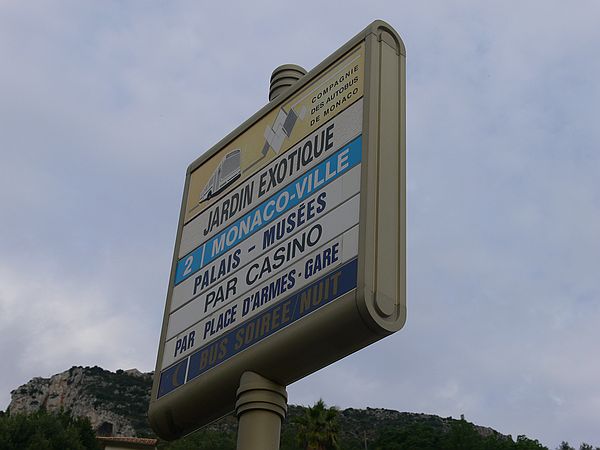 COMPAGNIE
DES AUTOBUS
DE MONACO
JARDIN EXOTIQUE
2 MONACO-VILLE
PALAIS - MUSÉES
PAR CASINO
PAR PLACE D'ARMES-GARE
BUS SOIREE/NUIT